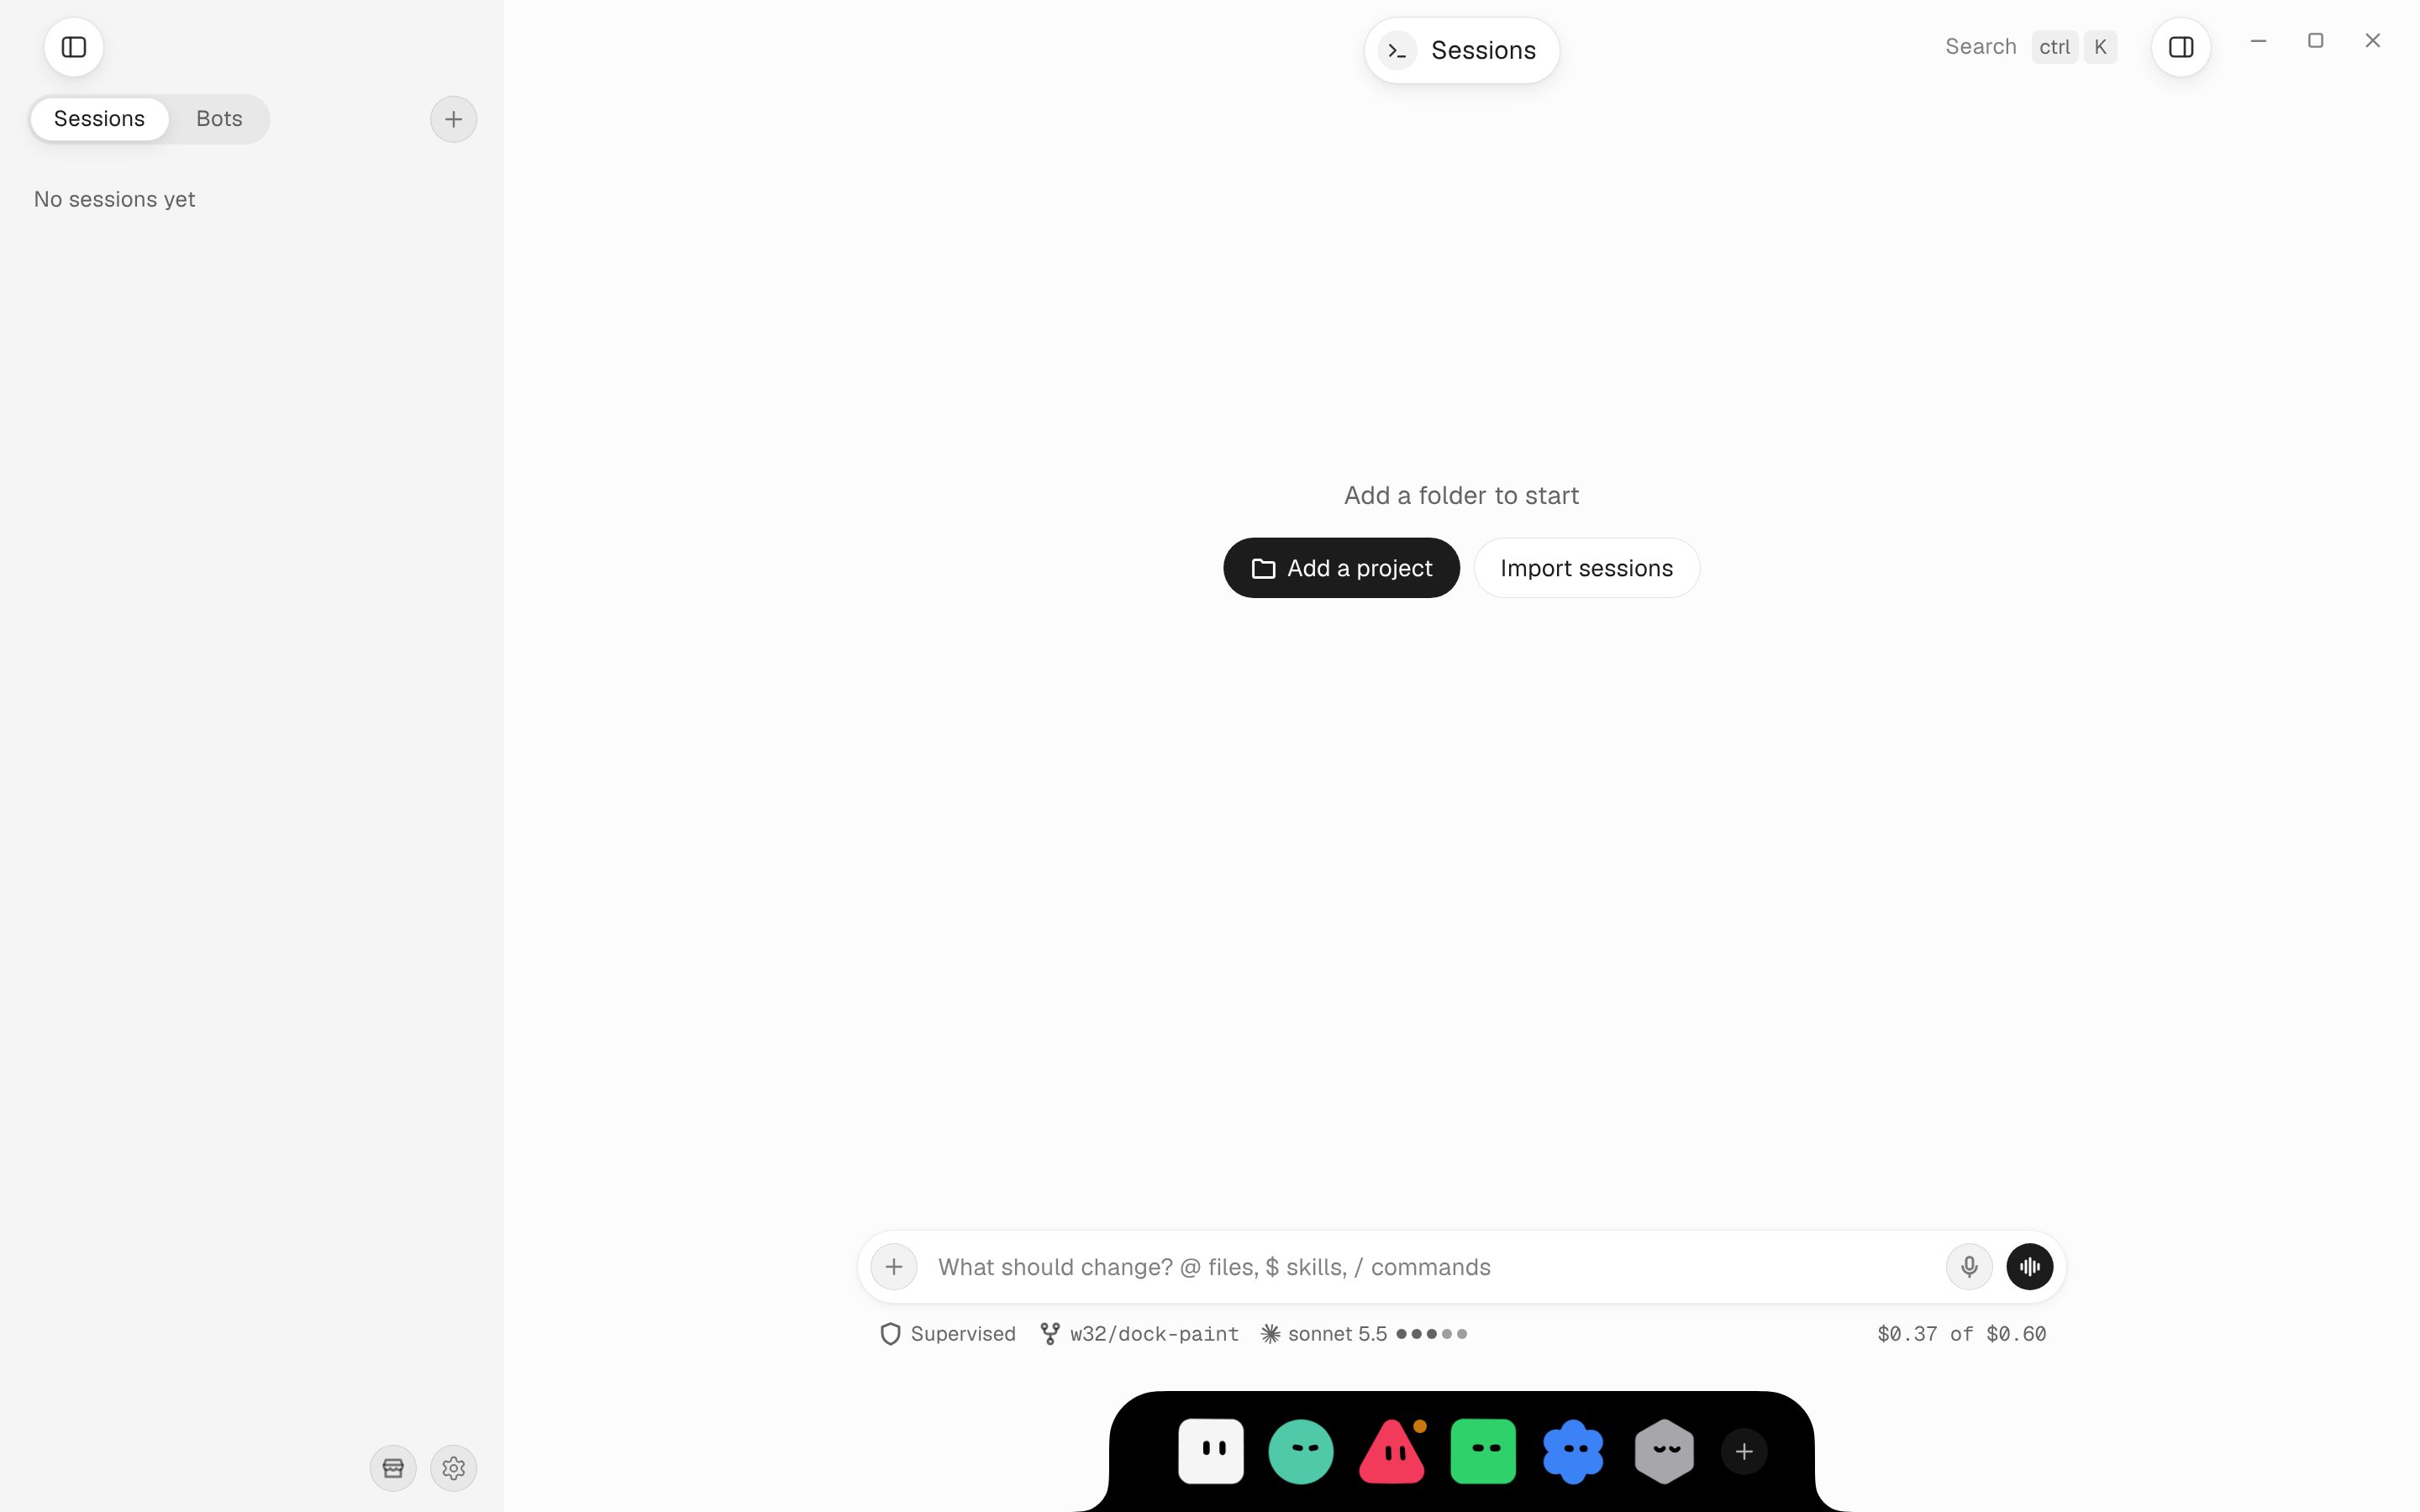 Sessions
Search ctrl K
Sessions Bots
No sessions yet
Add a folder to start
Add a project
Import sessions
What should change? @ files, $ skills, / commands
Supervised w32/dock-paint sonnet 5.5 $0.37 of $0.60